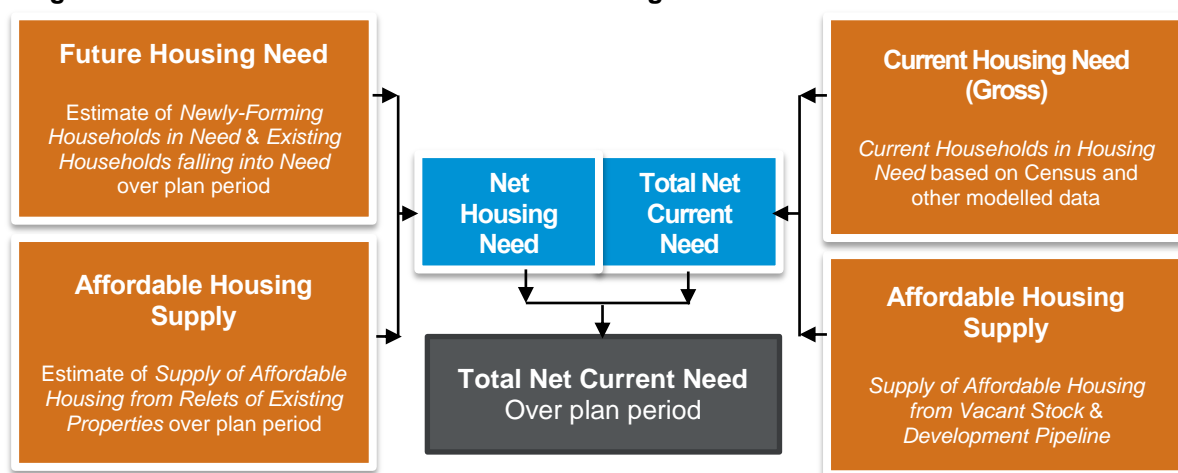 Future Housing Need
Estimate of Newly-Forming
Households in Need & Existing
Households falling into Need
over plan period
Affordable Housing
Supply
Estimate of Supply of Affordable
Housing from Relets of Existing
Properties over plan period
Net
Housing
Need
Total Net
Current
Need
Total Net Current Need
Over plan period
Current Housing Need
(Gross)
Current Households in Housing
Need based on Census and
other modelled data
Affordable Housing
Supply
Supply of Affordable Housing
from Vacant Stock &
Development Pipeline